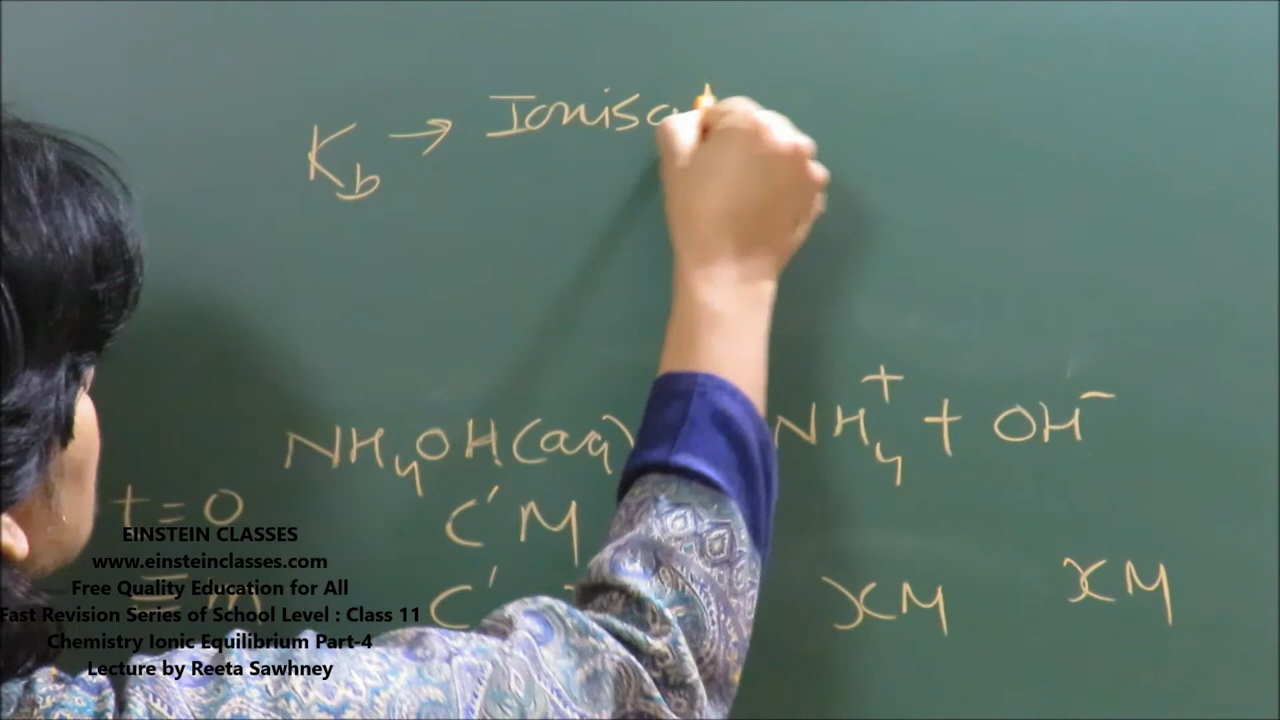 K_b → Ionisa
NH₄OH(aq) NH₄⁺ + OH⁻
t = 0 C' M
C' xM xM
EINSTEIN CLASSES
www.einsteinclasses.com
Free Quality Education for All
Fast Revision Series of School Level : Class 11
Chemistry Ionic Equilibrium Part-4
Lecture by Reeta Sawhney